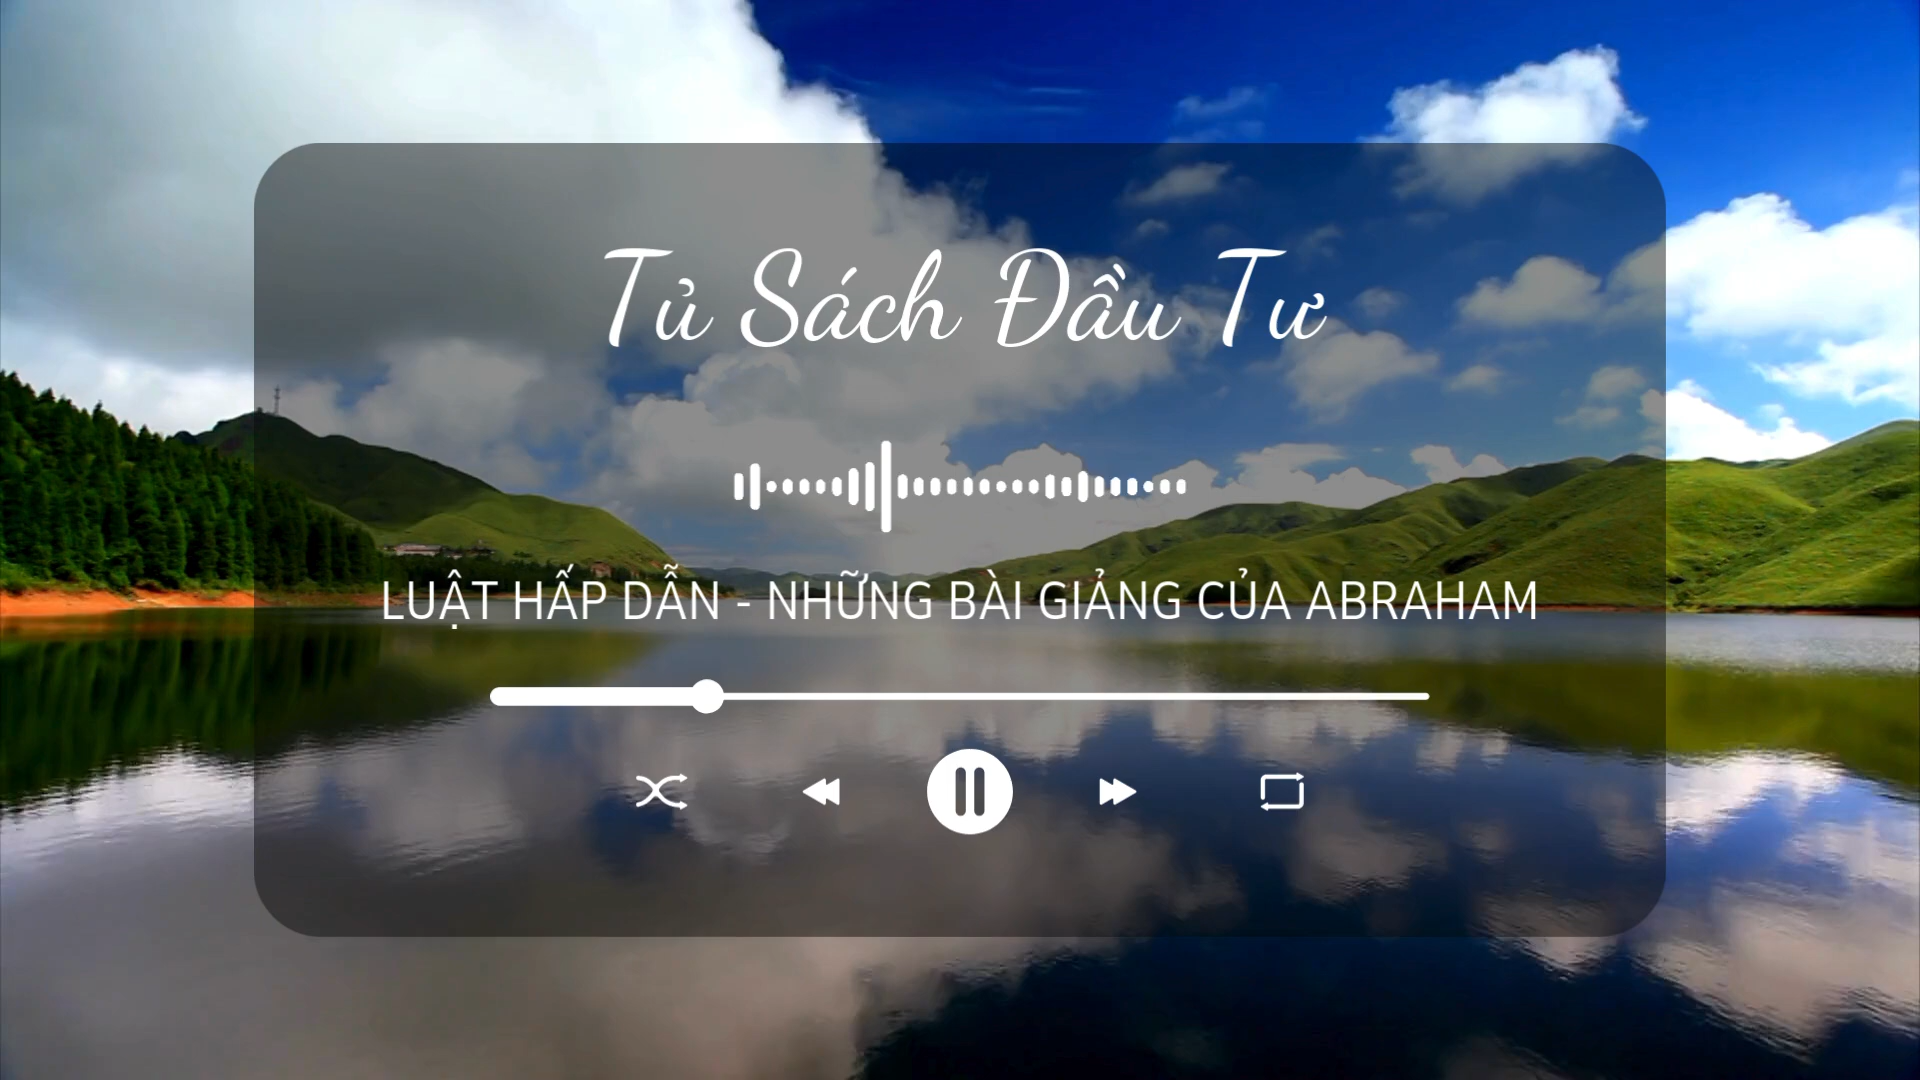 Tủ Sách Đầu Tư
LUẬT HẤP DẪN - NHỮNG BÀI GIẢNG CỦA ABRAHAM